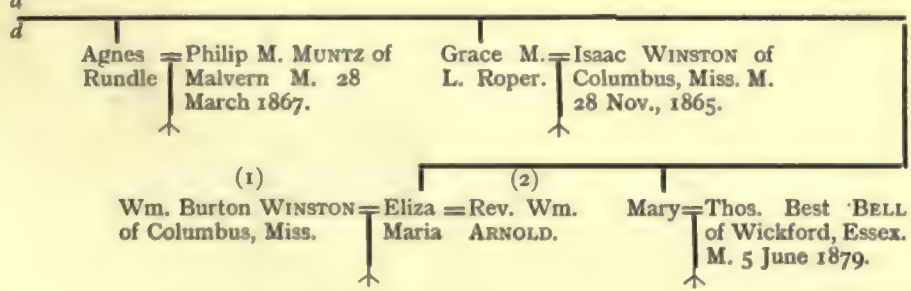 d
Agnes = Philip M. MUNTZ of
Rundle Malvern M. 28
March 1867.
Grace M. = Isaac WINSTON of
L. Roper. Columbus, Miss. M.
28 Nov., 1865.
(1) (2)
Wm. Burton WINSTON = Eliza = Rev. Wm.
of Columbus, Miss. Maria ARNOLD.
Mary = Thos. Best BELL
of Wickford, Essex.
M. 5 June 1879.